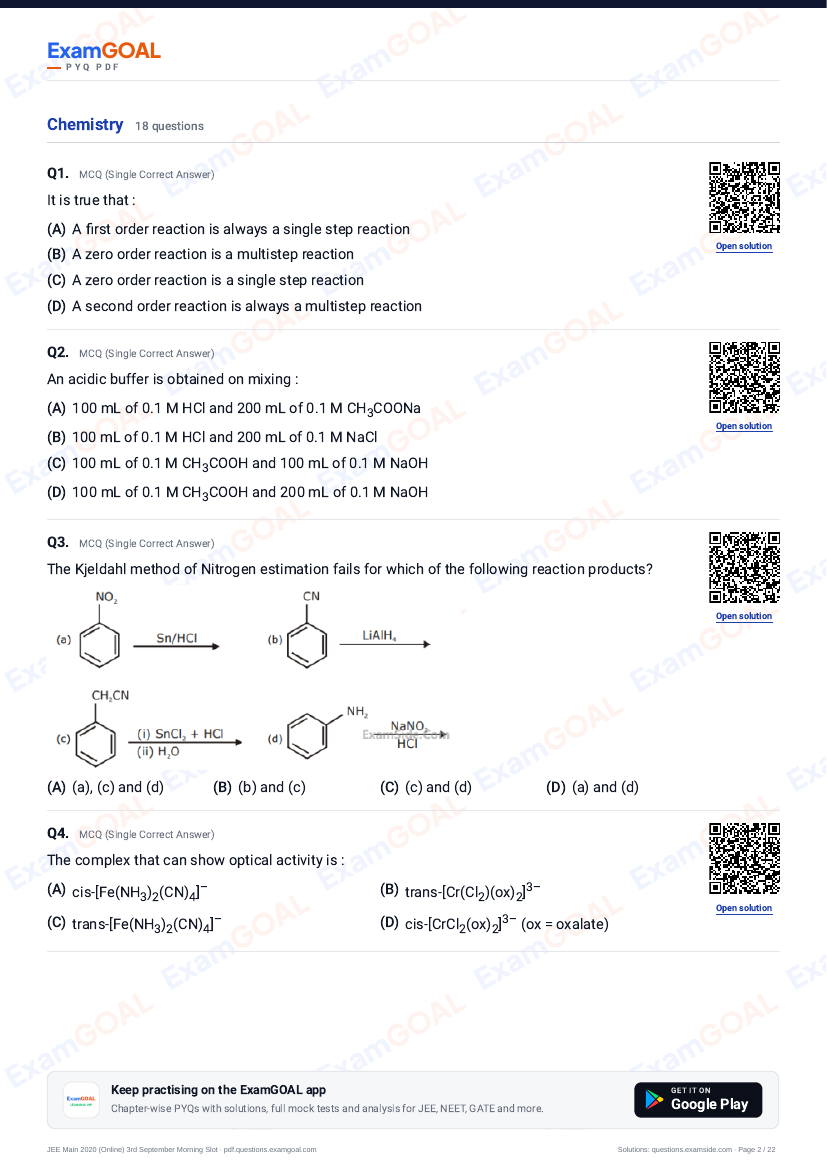 ExamGOAL
PYQ PDF
Chemistry 18 questions
Q1. MCQ (Single Correct Answer)
It is true that :
(A) A first order reaction is always a single step reaction
(B) A zero order reaction is a multistep reaction
(C) A zero order reaction is a single step reaction
(D) A second order reaction is always a multistep reaction
Open solution
Q2. MCQ (Single Correct Answer)
An acidic buffer is obtained on mixing :
(A) 100 mL of 0.1 M HCl and 200 mL of 0.1 M CH₃COONa
(B) 100 mL of 0.1 M HCl and 200 mL of 0.1 M NaCl
(C) 100 mL of 0.1 M CH₃COOH and 100 mL of 0.1 M NaOH
(D) 100 mL of 0.1 M CH₃COOH and 200 mL of 0.1 M NaOH
Open solution
Q3. MCQ (Single Correct Answer)
The Kjeldahl method of Nitrogen estimation fails for which of the following reaction products?
Open solution
NO₂ CN
(a) Sn/HCl (b) LiAlH₄
CH₂CN
NH₂
(c) (i) SnCl₂ + HCl (d) NaNO₂
(ii) H₂O HCl
ExamSide.Com
(A) (a), (c) and (d) (B) (b) and (c) (C) (c) and (d) (D) (a) and (d)
Q4. MCQ (Single Correct Answer)
The complex that can show optical activity is :
(A) cis-[Fe(NH₃)₂(CN)₄]⁻ (B) trans-[Cr(Cl₂)(ox)₂]³⁻
(C) trans-[Fe(NH₃)₂(CN)₄]⁻ (D) cis-[CrCl₂(ox)₂]³⁻ (ox = oxalate)
Open solution
Keep practising on the ExamGOAL app
Chapter-wise PYQs with solutions, full mock tests and analysis for JEE, NEET, GATE and more.
GET IT ON
Google Play
JEE Main 2020 (Online) 3rd September Morning Slot · pdf.questions.examgoal.com
Solutions: questions.examside.com · Page 2 / 22